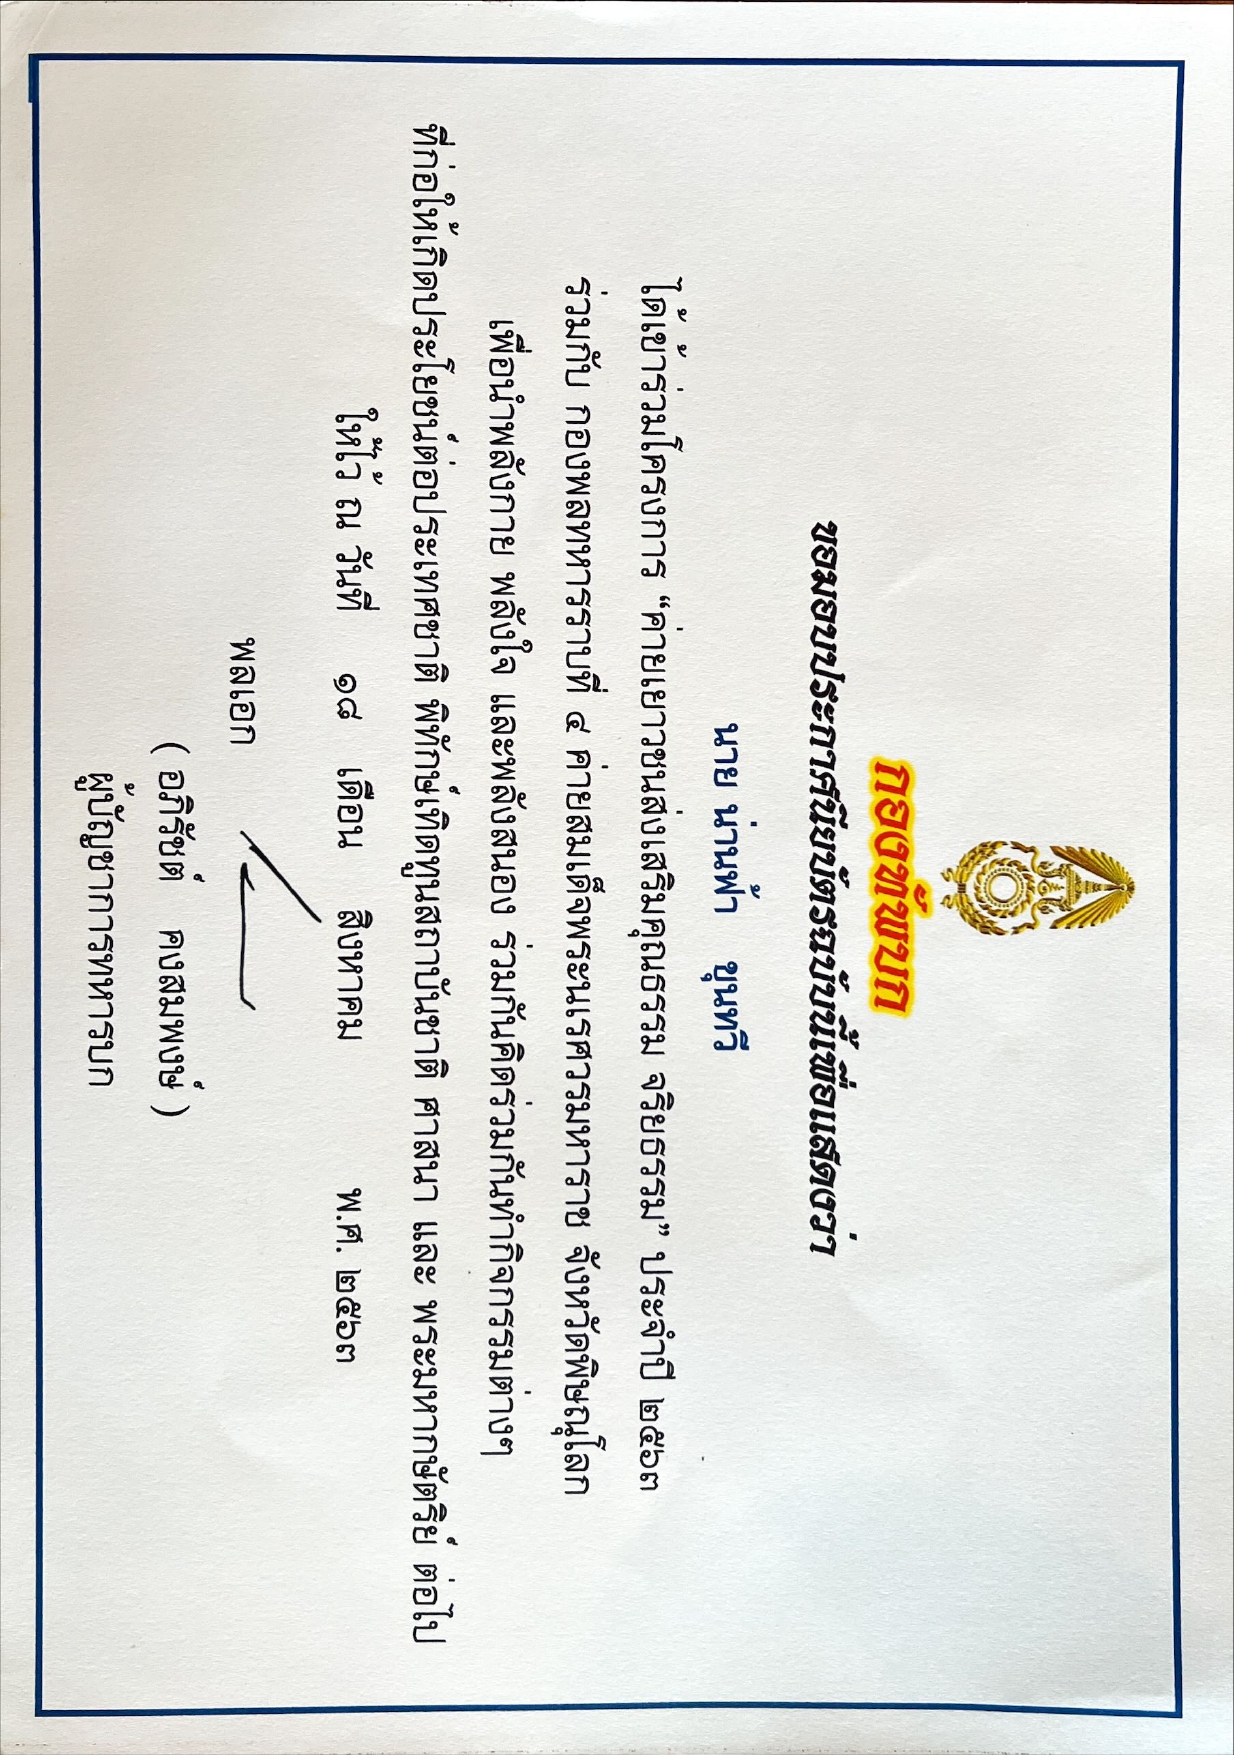 กองทัพบก
ขอมอบประกาศนียบัตรฉบับนี้เพื่อแสดงว่า
นาย น่านฟ้า ขุนทวี
ได้เข้าร่วมโครงการ “ค่ายเยาวชนส่งเสริมคุณธรรม จริยธรรม” ประจำปี ๒๕๖๓
ร่วมกับ กองพลทหารราบที่ ๔ ค่ายสมเด็จพระนเรศวรมหาราช จังหวัดพิษณุโลก
เพื่อนำพลังกาย พลังใจ และพลังสนอง ร่วมกันคิดร่วมกันทำกิจกรรมต่างๆ
ที่ก่อให้เกิดประโยชน์ต่อประเทศชาติ พิทักษ์เทิดทูนสถาบันชาติ ศาสนา และ พระมหากษัตริย์ ต่อไป
ให้ไว้ ณ วันที่ ๑๘ เดือน สิงหาคม พ.ศ. ๒๕๖๓
พลเอก
( อภิรัชต์ คงสมพงษ์ )
ผู้บัญชาการทหารบก